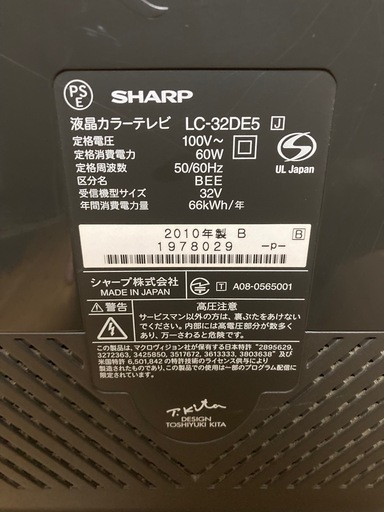 PS
E
SHARP
液晶カラーテレビ LC-32DE5 J
定格電圧 100V~
定格消費電力 60W
定格周波数 50/60Hz
区分名 BEE
受信機型サイズ 32V
年間消費電力量 66kWh/年
S
UL Japan
2010年製 B B
1978029 -p-
シャープ株式会社
MADE IN JAPAN
T A08-0565001
警告 高圧注意
サービスマン以外の方は、裏ぶたをあけない
でください。内部には高電圧部分が数多く
あり、万一さわると危険です。
この製品は、マクロヴィジョン社が保有する日本特許 "2895629,
3272363, 3425850, 3517672, 3613333, 3803638" 及び
米国特許 6,501,842 の特許技術のライセンス供与により製造
されています。この製品での使用は一部のプログラム配信に限定
されています。
T. Kita
DESIGN
TOSHIYUKI KITA